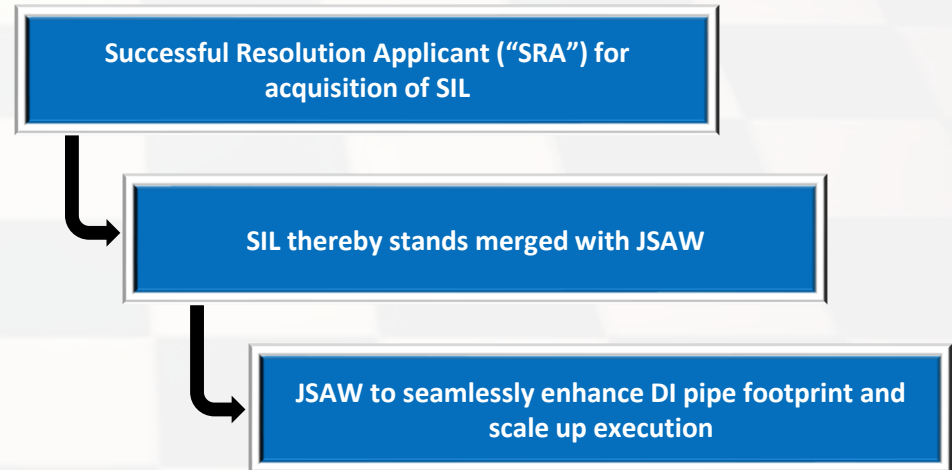 Successful Resolution Applicant (“SRA”) for
acquisition of SIL
SIL thereby stands merged with JSAW
JSAW to seamlessly enhance DI pipe footprint and
scale up execution